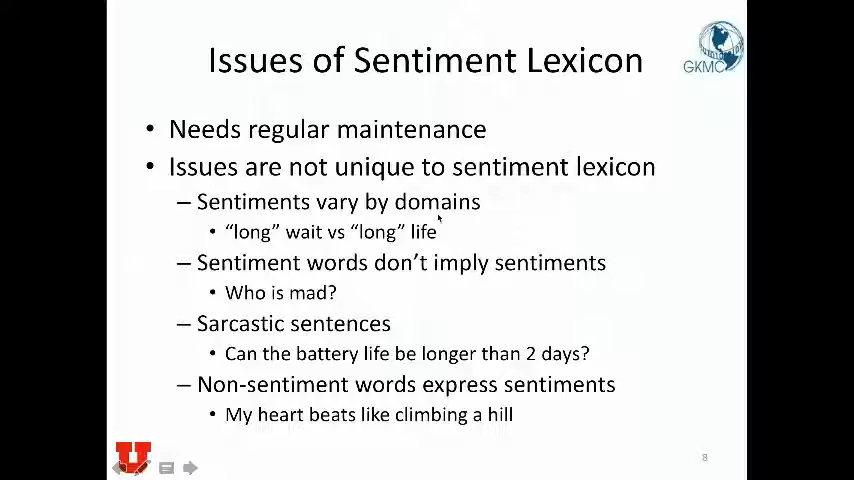 Issues of Sentiment Lexicon
GKMC
• Needs regular maintenance
• Issues are not unique to sentiment lexicon
– Sentiments vary by domains
• “long” wait vs “long” life
– Sentiment words don’t imply sentiments
• Who is mad?
– Sarcastic sentences
• Can the battery life be longer than 2 days?
– Non-sentiment words express sentiments
• My heart beats like climbing a hill
U
8